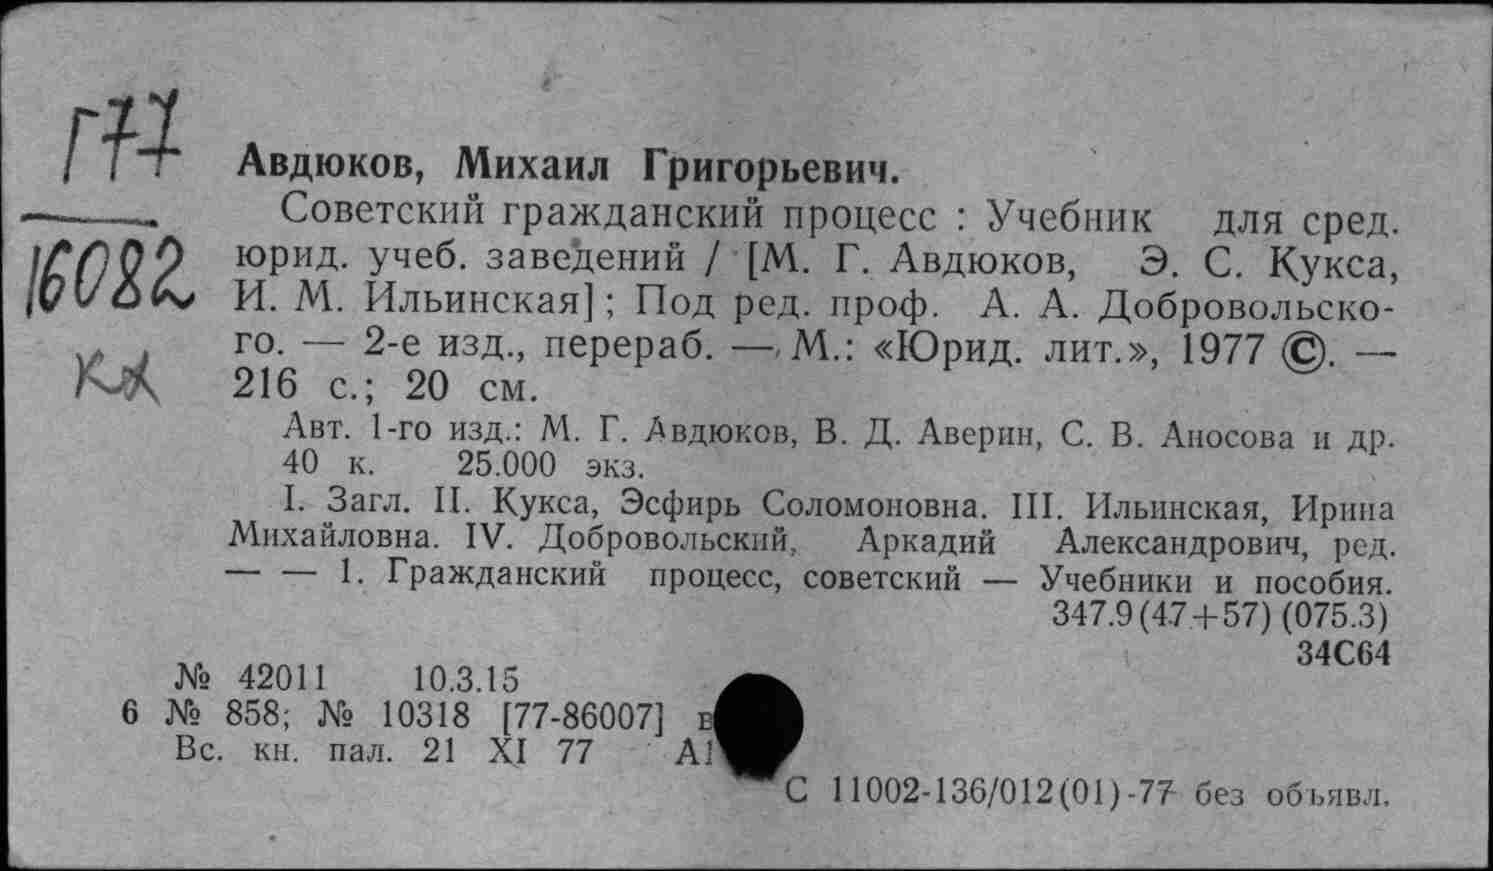 Г77
16082
Авдюков, Михаил Григорьевич.
Советский гражданский процесс : Учебник для сред.
юрид. учеб. заведений / [М. Г. Авдюков, Э. С. Кукса,
И. М. Ильинская] ; Под ред. проф. А. А. Добровольско-
го. — 2-е изд., перераб. — М.: «Юрид. лит.», 1977 ©. —
216 с.; 20 см.
Авт. 1-го изд.: М. Г. Авдюков, В. Д. Аверин, С. В. Аносова и др.
40 к. 25.000 экз.
I. Загл. II. Кукса, Эсфирь Соломоновна. III. Ильинская, Ирина
Михайловна. IV. Добровольский, Аркадий Александрович, ред.
— — 1. Гражданский процесс, советский — Учебники и пособия.
347.9(47+57)(075.3)
34С64
№ 42011 10.3.15
6 № 858; № 10318 [77-86007] в
Вс. кн. пал. 21 XI 77
С 11002-136/012(01)-77 без объявл.